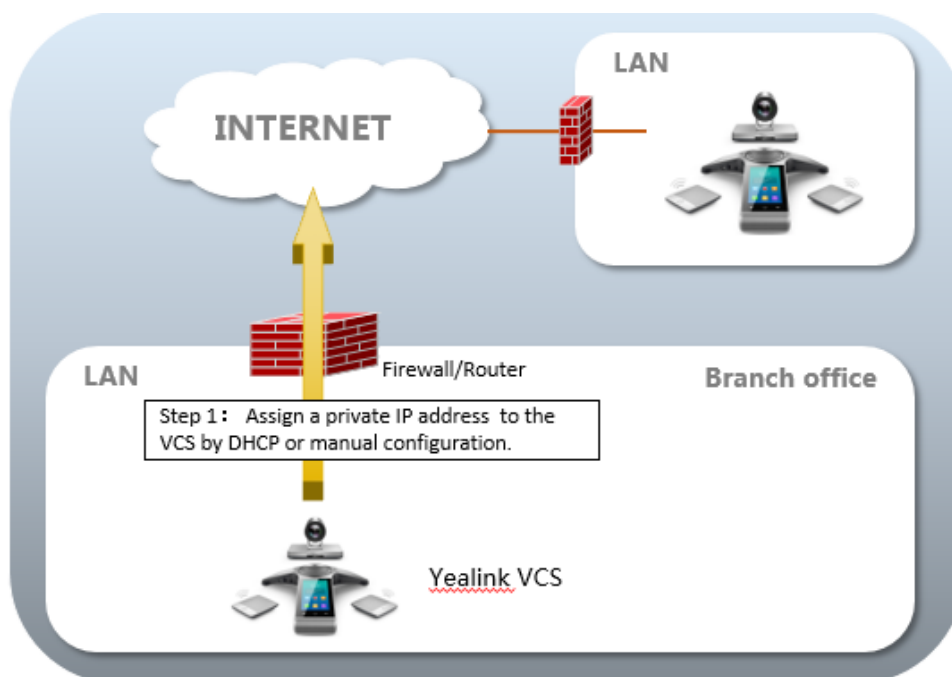 LAN
INTERNET
Firewall/Router
LAN
Branch office
Step 1： Assign a private IP address to the
VCS by DHCP or manual configuration.
Yealink VCS